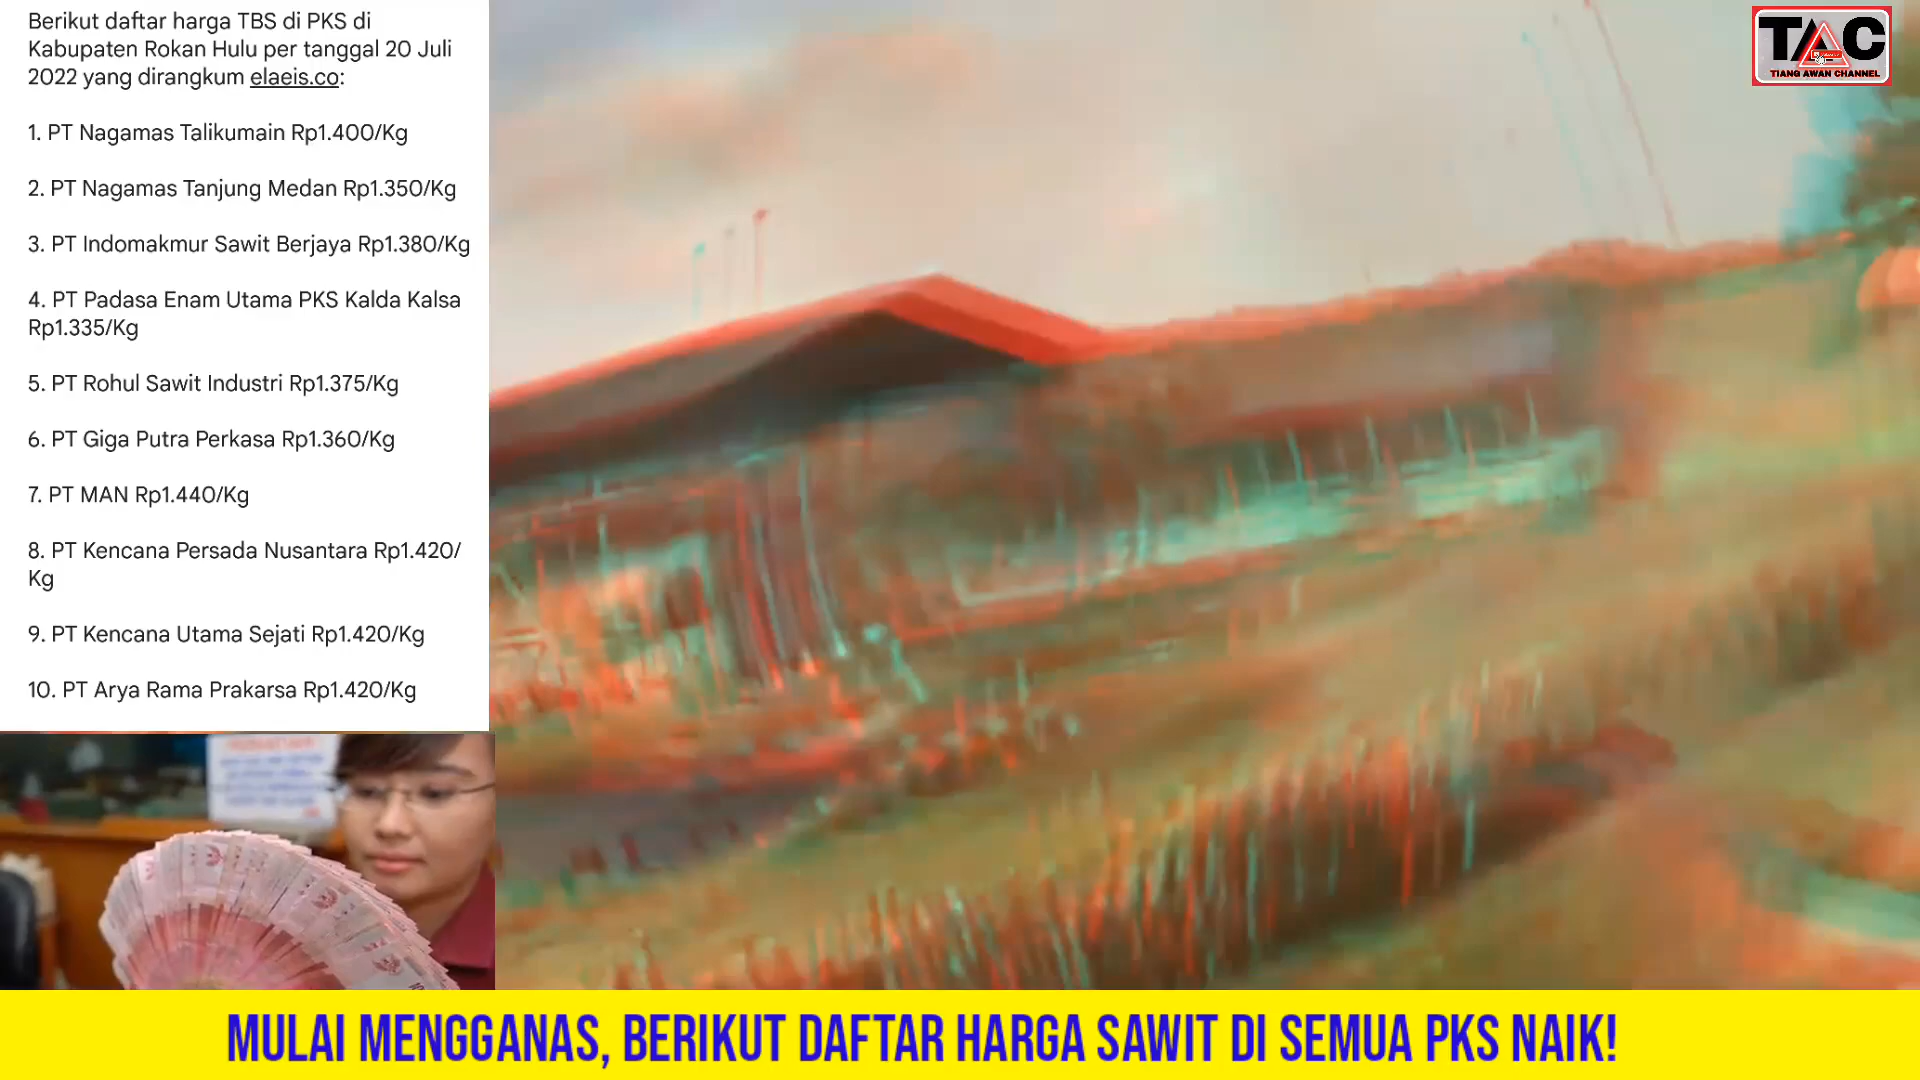 Berikut daftar harga TBS di PKS di
Kabupaten Rokan Hulu per tanggal 20 Juli
2022 yang dirangkum elaeis.co:
1. PT Nagamas Talikumain Rp1.400/Kg
2. PT Nagamas Tanjung Medan Rp1.350/Kg
3. PT Indomakmur Sawit Berjaya Rp1.380/Kg
4. PT Padasa Enam Utama PKS Kalda Kalsa
Rp1.335/Kg
5. PT Rohul Sawit Industri Rp1.375/Kg
6. PT Giga Putra Perkasa Rp1.360/Kg
7. PT MAN Rp1.440/Kg
8. PT Kencana Persada Nusantara Rp1.420/
Kg
9. PT Kencana Utama Sejati Rp1.420/Kg
10. PT Arya Rama Prakarsa Rp1.420/Kg
TAC
TIANG AWAN CHANNEL
MULAI MENGGANAS, BERIKUT DAFTAR HARGA SAWIT DI SEMUA PKS NAIK!